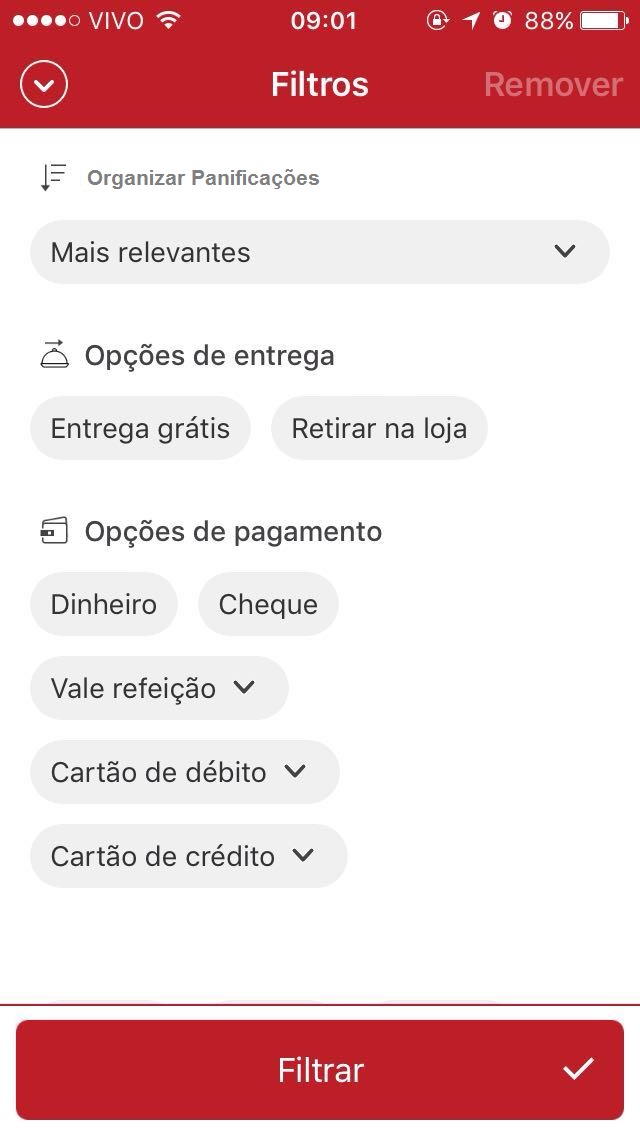 VIVO 09:01 88%
Filtros Remover
Organizar Panificações
Mais relevantes
Opções de entrega
Entrega grátis Retirar na loja
Opções de pagamento
Dinheiro Cheque
Vale refeição
Cartão de débito
Cartão de crédito
Filtrar